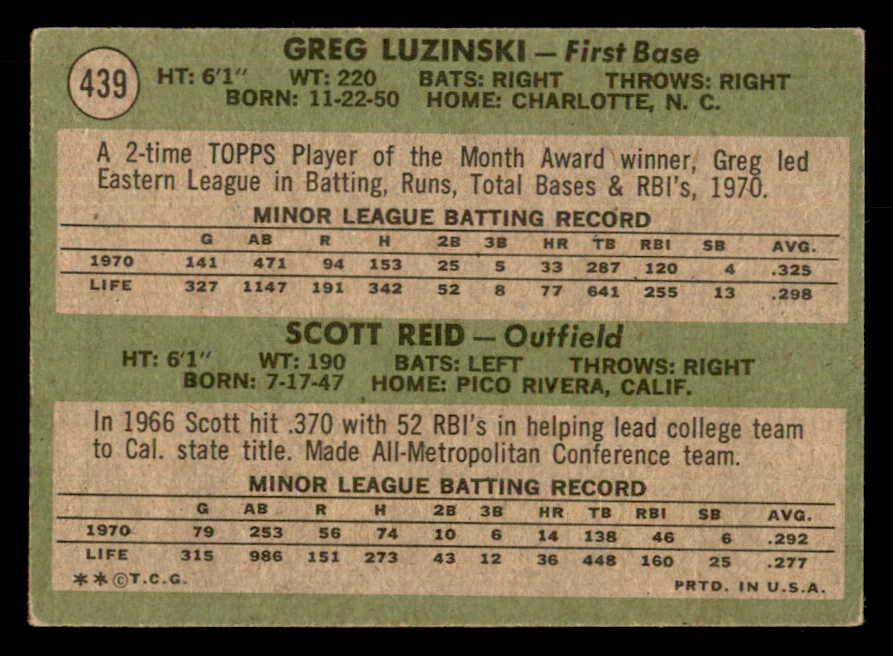 439
GREG LUZINSKI — First Base
HT: 6'1" WT: 220 BATS: RIGHT THROWS: RIGHT
BORN: 11-22-50 HOME: CHARLOTTE, N. C.
A 2-time TOPPS Player of the Month Award winner, Greg led
Eastern League in Batting, Runs, Total Bases & RBI's, 1970.
MINOR LEAGUE BATTING RECORD
G AB R H 2B 3B HR TB RBI SB AVG.
1970 141 471 94 153 25 5 33 287 120 4 .325
LIFE 327 1147 191 342 52 8 77 641 255 13 .298
SCOTT REID — Outfield
HT: 6'1" WT: 190 BATS: LEFT THROWS: RIGHT
BORN: 7-17-47 HOME: PICO RIVERA, CALIF.
In 1966 Scott hit .370 with 52 RBI's in helping lead college team
to Cal. state title. Made All-Metropolitan Conference team.
MINOR LEAGUE BATTING RECORD
G AB R H 2B 3B HR TB RBI SB AVG.
1970 79 253 56 74 10 6 14 138 46 6 .292
LIFE 315 986 151 273 43 12 36 448 160 25 .277
**©T.C.G. PRTD. IN U.S.A.